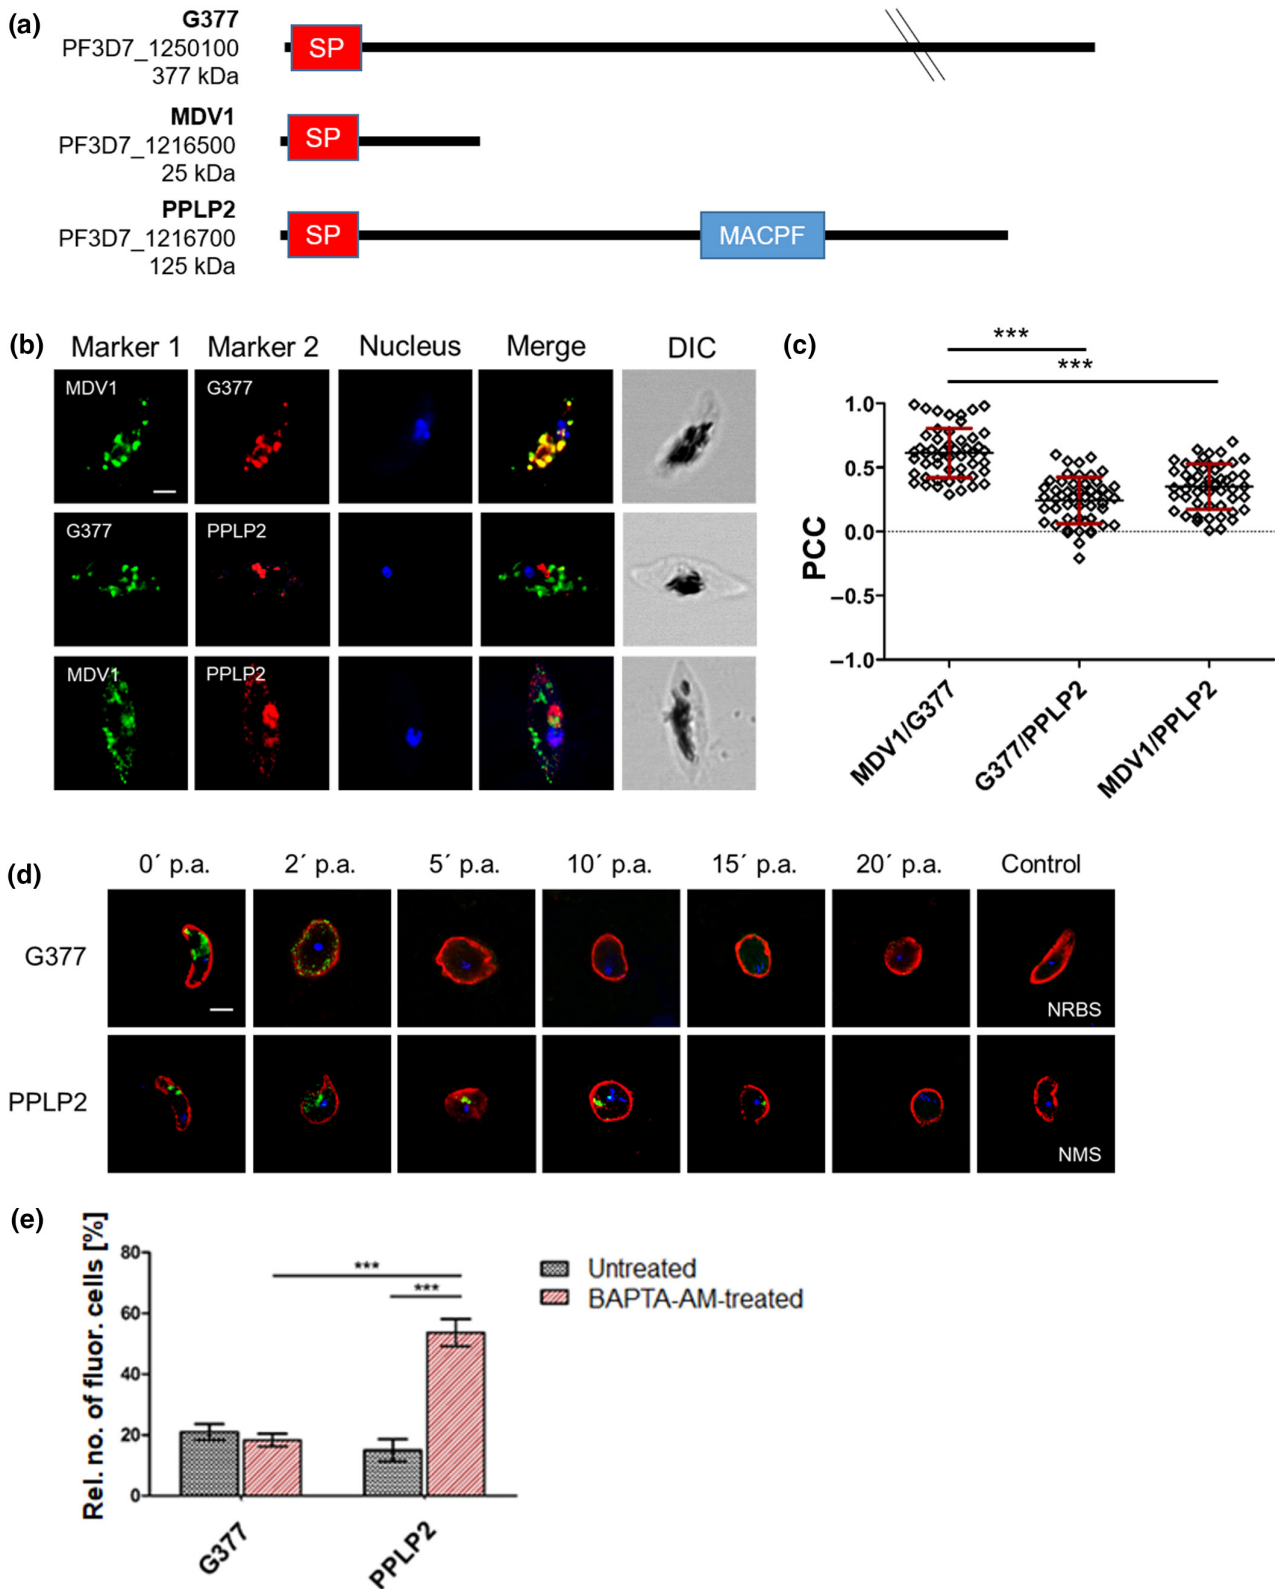 (a)
G377
PF3D7_1250100
377 kDa
SP
MDV1
PF3D7_1216500
25 kDa
SP
PPLP2
PF3D7_1216700
125 kDa
SP
MACPF
(b)
Marker 1 Marker 2 Nucleus Merge DIC
MDV1 G377
G377 PPLP2
MDV1 PPLP2
(c)
***
***
PCC
1.0
0.5
0.0
–0.5
–1.0
MDV1/G377
G377/PPLP2
MDV1/PPLP2
(d)
0´ p.a. 2´ p.a. 5´ p.a. 10´ p.a. 15´ p.a. 20´ p.a. Control
G377
NRBS
PPLP2
NMS
(e)
Rel. no. of fluor. cells [%]
80
60
40
20
0
***
***
Untreated
BAPTA-AM-treated
G377
PPLP2